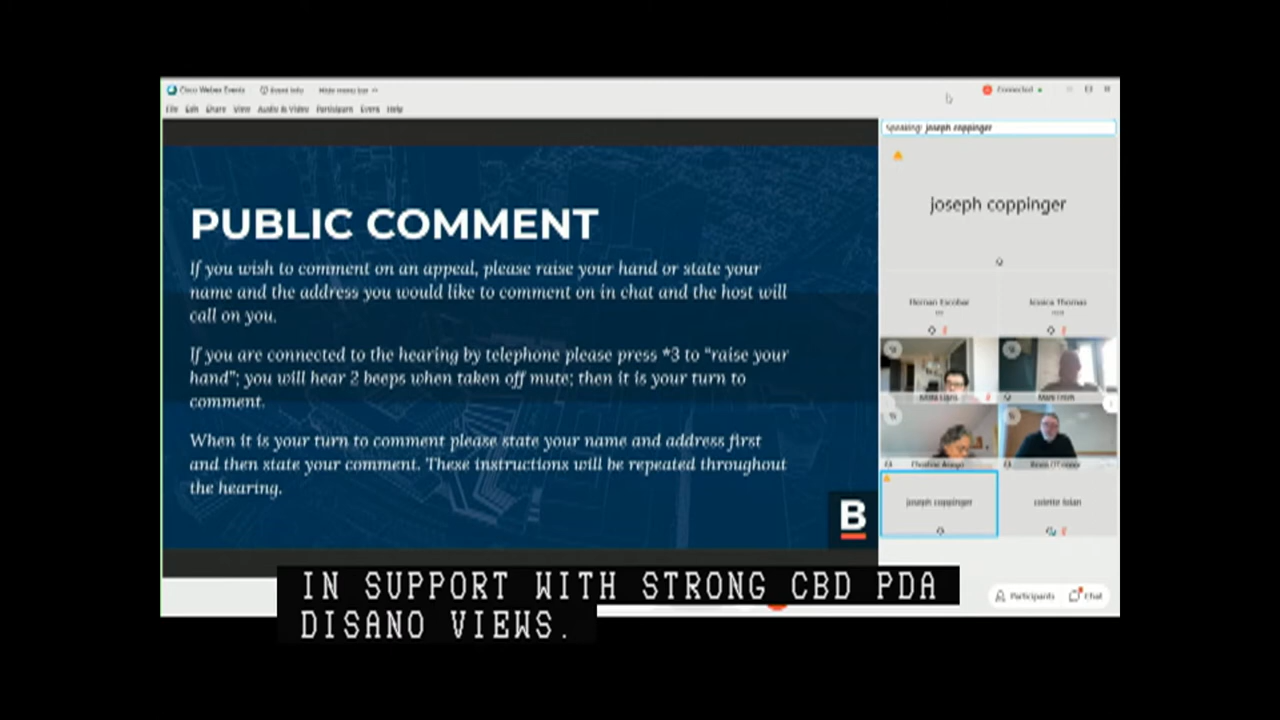 Cisco Webex Events
Event Info
Hide menu bar
Connected
File Edit Share View Audio & Video Participant Event Help
Speaking: joseph coppinger
joseph coppinger
PUBLIC COMMENT
If you wish to comment on an appeal, please raise your hand or state your
name and the address you would like to comment on in chat and the host will
call on you.
If you are connected to the hearing by telephone please press *3 to “raise your
hand”; you will hear 2 beeps when taken off mute; then it is your turn to
comment.
When it is your turn to comment please state your name and address first
and then state your comment. These instructions will be repeated throughout
the hearing.
B
Hernan Escobar
Jessica Thomas
Christine Araujo
Kevin O'Connor
joseph coppinger
colette
IN SUPPORT WITH STRONG CBD PDA
DISANO VIEWS.
Participants
Chat